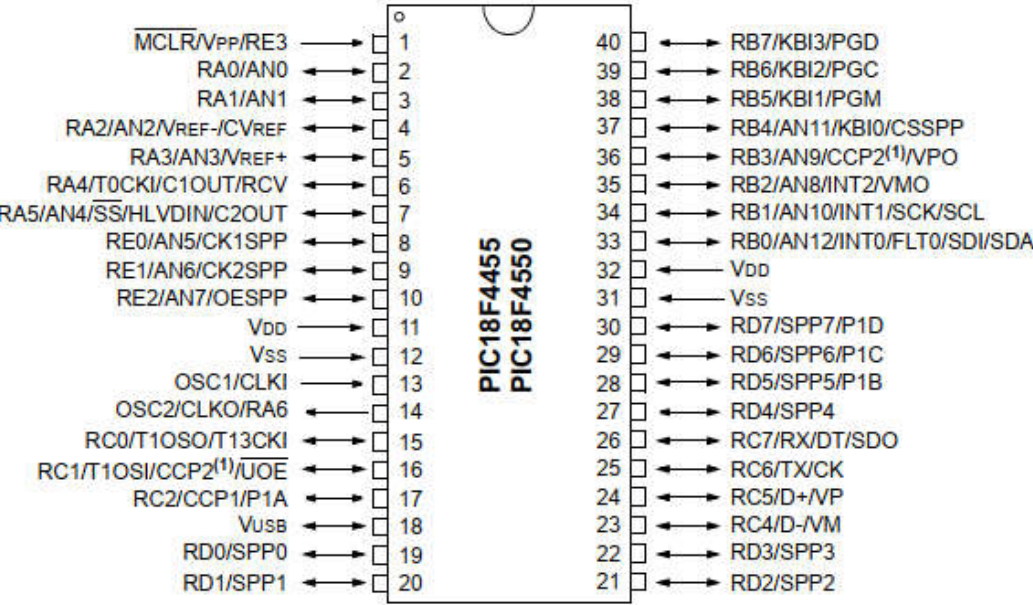 MCLR/VPP/RE3 1
RA0/AN0 2
RA1/AN1 3
RA2/AN2/VREF-/CVREF 4
RA3/AN3/VREF+ 5
RA4/T0CKI/C1OUT/RCV 6
RA5/AN4/SS/HLVDIN/C2OUT 7
RE0/AN5/CK1SPP 8
RE1/AN6/CK2SPP 9
RE2/AN7/OESPP 10
VDD 11
VSS 12
OSC1/CLKI 13
OSC2/CLKO/RA6 14
RC0/T1OSO/T13CKI 15
RC1/T1OSI/CCP2(1)/UOE 16
RC2/CCP1/P1A 17
VUSB 18
RD0/SPP0 19
RD1/SPP1 20
PIC18F4455
PIC18F4550
40 RB7/KBI3/PGD
39 RB6/KBI2/PGC
38 RB5/KBI1/PGM
37 RB4/AN11/KBI0/CSSPP
36 RB3/AN9/CCP2(1)/VPO
35 RB2/AN8/INT2/VMO
34 RB1/AN10/INT1/SCK/SCL
33 RB0/AN12/INT0/FLT0/SDI/SDA
32 VDD
31 VSS
30 RD7/SPP7/P1D
29 RD6/SPP6/P1C
28 RD5/SPP5/P1B
27 RD4/SPP4
26 RC7/RX/DT/SDO
25 RC6/TX/CK
24 RC5/D+/VP
23 RC4/D-/VM
22 RD3/SPP3
21 RD2/SPP2